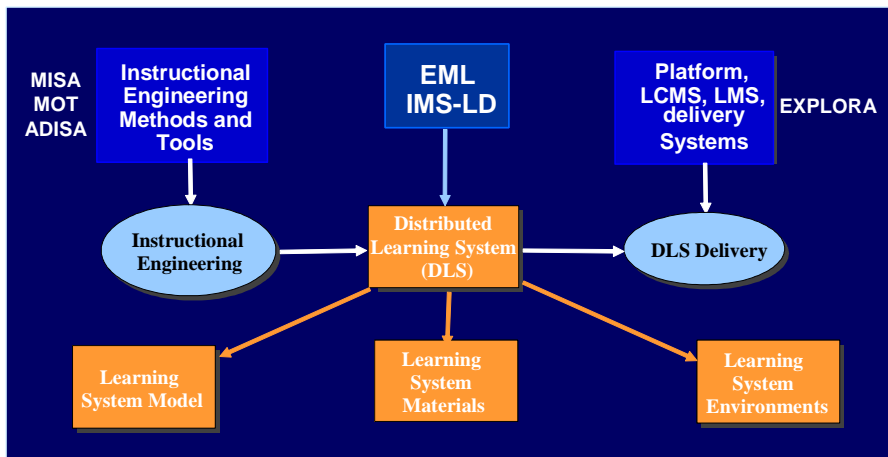 MISA
MOT
ADISA
Instructional
Engineering
Methods and
Tools
EML
IMS-LD
Platform,
LCMS, LMS,
delivery
Systems
EXPLORA
Instructional
Engineering
Distributed
Learning System
(DLS)
DLS Delivery
Learning
System Model
Learning
System
Materials
Learning
System
Environments